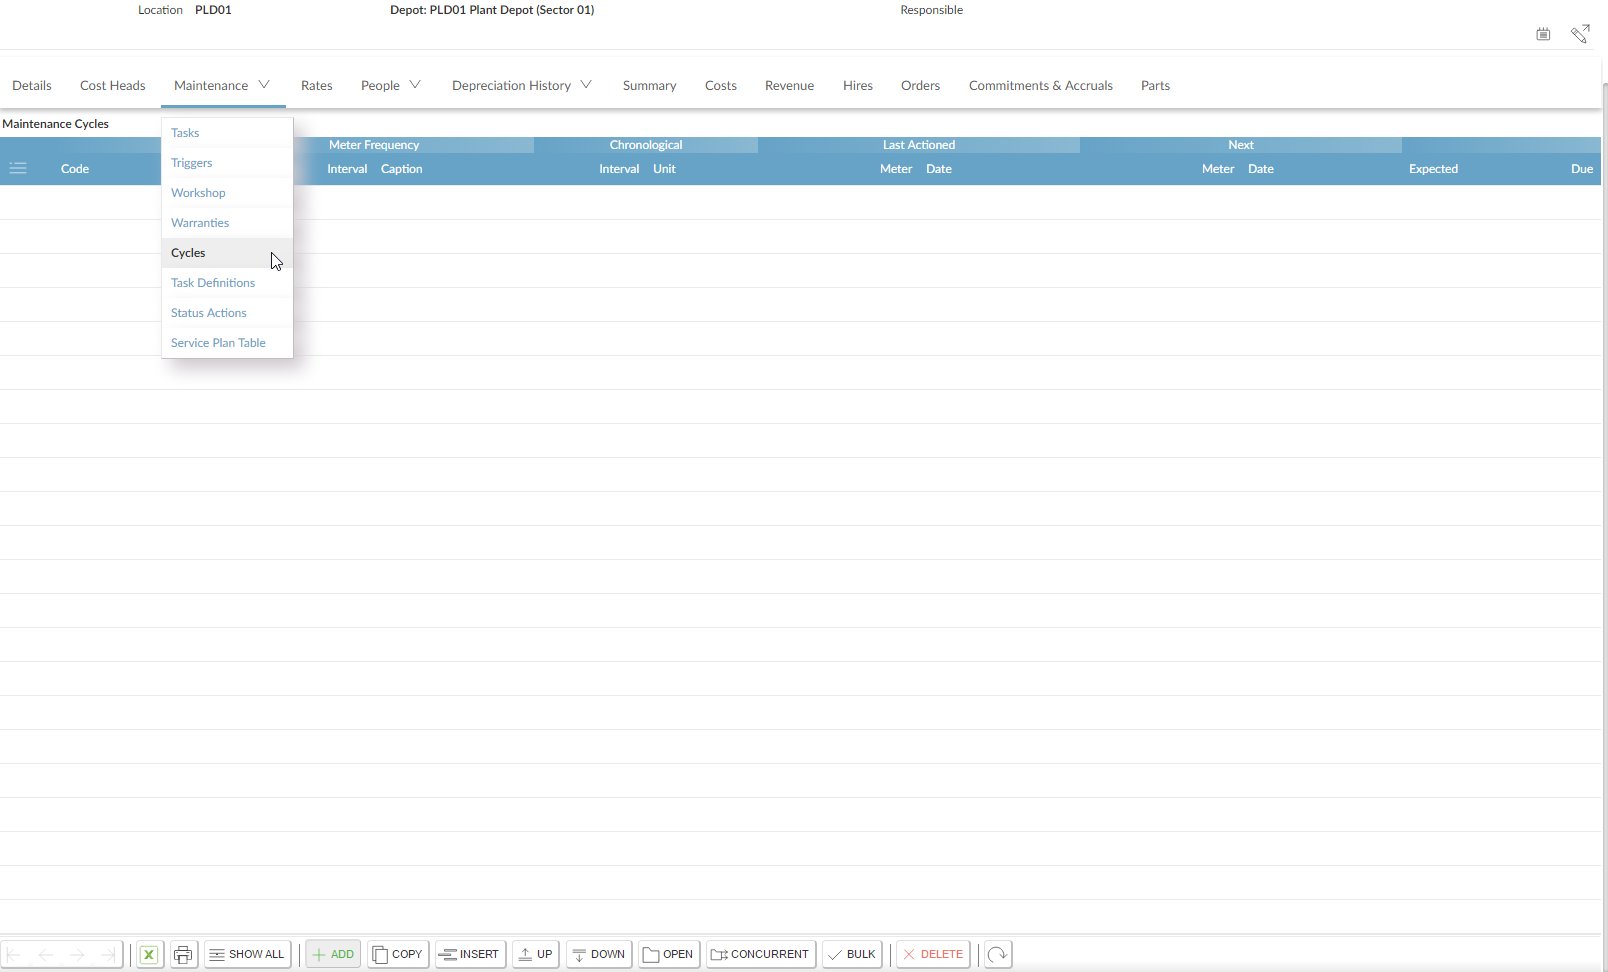 Location PLD01 Depot: PLD01 Plant Depot (Sector 01) Responsible
Details Cost Heads Maintenance Rates People Depreciation History Summary Costs Revenue Hires Orders Commitments & Accruals Parts
Maintenance Cycles
Meter Frequency Chronological Last Actioned Next
Code Interval Caption Interval Unit Meter Date Meter Date Expected Due
Tasks
Triggers
Workshop
Warranties
Cycles
Task Definitions
Status Actions
Service Plan Table
SHOW ALL ADD COPY INSERT UP DOWN OPEN CONCURRENT BULK DELETE